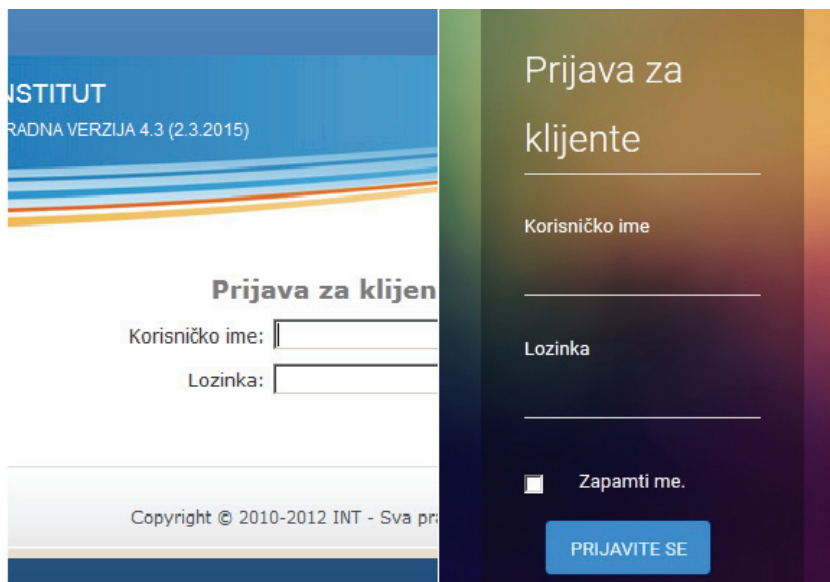 NSTITUT
RADNA VERZIJA 4.3 (2.3.2015)
Prijava za klijen
Korisničko ime:
Lozinka:
Copyright © 2010-2012 INT - Sva pra
Prijava za
klijente
Korisničko ime
Lozinka
Zapamti me.
PRIJAVITE SE